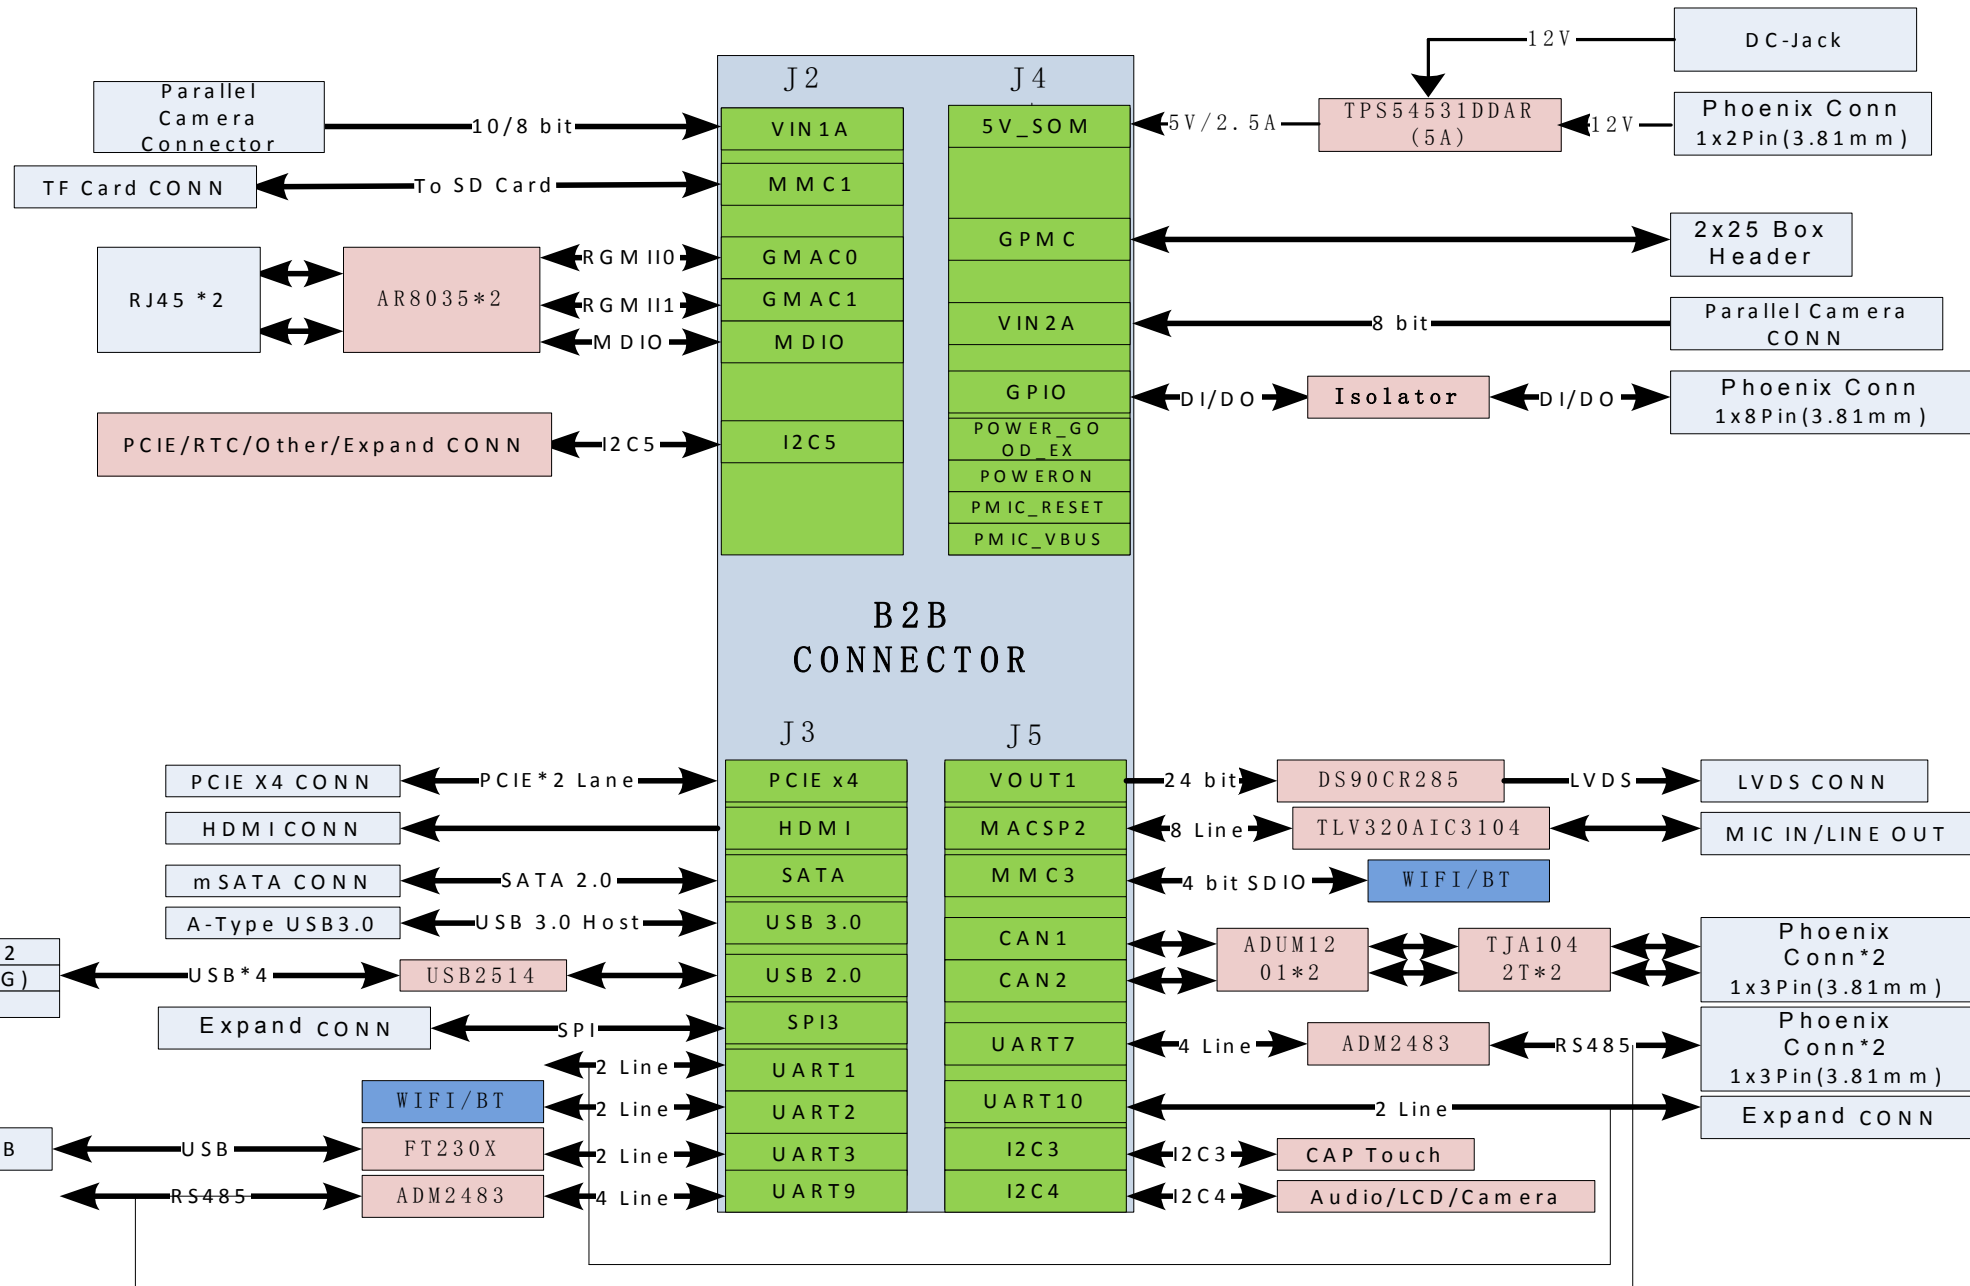 J2
J4
Parallel
Camera
Connector
10/8 bit
VIN1A
TF Card CONN
To SD Card
MMC1
RJ45 *2
AR8035*2
RGMII0
GMAC0
RGMII1
GMAC1
MDIO
MDIO
PCIE/RTC/Other/Expand CONN
I2C5
I2C5
5V_SOM
5V/2.5A
TPS54531DDAR
(5A)
12V
DC-Jack
12V
Phoenix Conn
1x2Pin(3.81mm)
GPMC
2x25 Box
Header
VIN2A
8 bit
Parallel Camera
CONN
GPIO
DI/DO
Isolator
DI/DO
Phoenix Conn
1x8Pin(3.81mm)
POWER_GO
OD_EX
POWERON
PMIC_RESET
PMIC_VBUS
B2B
CONNECTOR
J3
J5
PCIE X4 CONN
PCIE*2 Lane
PCIE x4
HDMI CONN
HDMI
mSATA CONN
SATA 2.0
SATA
A-Type USB3.0
USB 3.0 Host
USB 3.0
2
G)
USB*4
USB2514
USB 2.0
Expand CONN
SPI
SPI3
2 Line
UART1
WIFI/BT
2 Line
UART2
B
USB
FT230X
2 Line
UART3
RS485
ADM2483
4 Line
UART9
VOUT1
24 bit
DS90CR285
LVDS
LVDS CONN
MACSP2
8 Line
TLV320AIC3104
MIC IN/LINE OUT
MMC3
4 bit SDIO
WIFI/BT
CAN1
CAN2
ADUM12
01*2
TJA104
2T*2
Phoenix
Conn*2
1x3Pin(3.81mm)
UART7
4 Line
ADM2483
RS485
Phoenix
Conn*2
1x3Pin(3.81mm)
UART10
2 Line
Expand CONN
I2C3
I2C3
CAP Touch
I2C4
I2C4
Audio/LCD/Camera